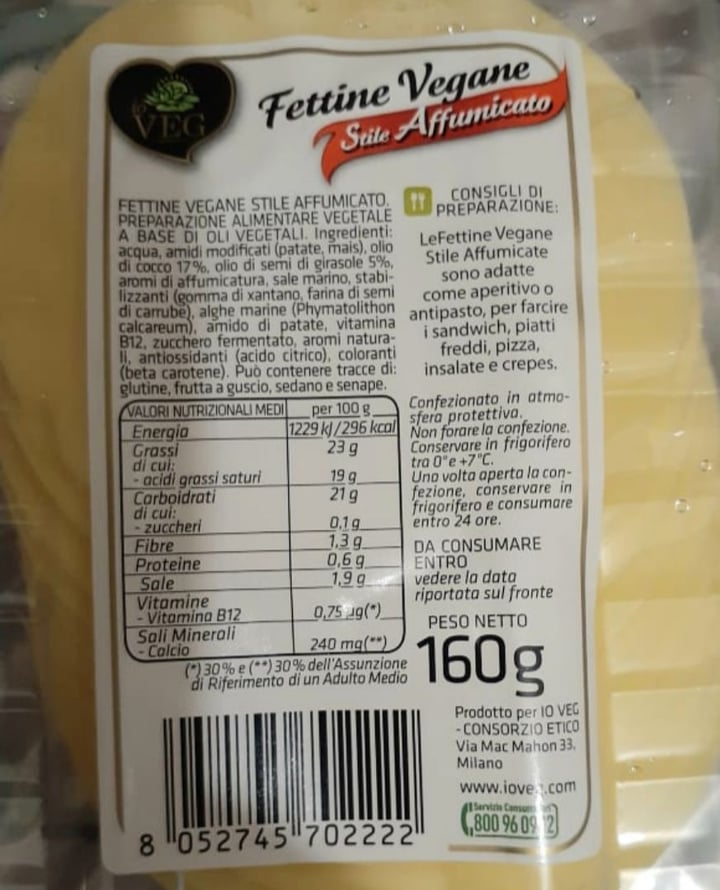 io
VEG
Fettine Vegane
Stile Affumicato
FETTINE VEGANE STILE AFFUMICATO.
PREPARAZIONE ALIMENTARE VEGETALE
A BASE DI OLI VEGETALI. Ingredienti:
acqua, amidi modificati (patate, mais), olio
di cocco 17%, olio di semi di girasole 5%,
aromi di affumicatura, sale marino, stabi-
lizzanti (gomma di xantano, farina di semi
di carrube), alghe marine (Phymatolithon
calcareum), amido di patate, vitamina
B12, zucchero fermentato, aromi natura-
li, antiossidanti (acido citrico), coloranti
(beta carotene). Può contenere tracce di:
glutine, frutta a guscio, sedano e senape.
VALORI NUTRIZIONALI MEDI per 100 g
Energia 1229 kJ/296 kcal
Grassi 23 g
di cui:
- acidi grassi saturi 19 g
Carboidrati 21 g
di cui:
- zuccheri 0,1 g
Fibre 1,3 g
Proteine 0,6 g
Sale 1,9 g
Vitamine
- Vitamina B12 0,75 µg(*)
Sali Minerali
- Calcio 240 mg(**)
(*) 30% e (**) 30% dell'Assunzione
di Riferimento di un Adulto Medio
CONSIGLI DI
PREPARAZIONE:
LeFettine Vegane
Stile Affumicate
sono adatte
come aperitivo o
antipasto, per farcire
i sandwich, piatti
freddi, pizza,
insalate e crepes.
Confezionato in atmo-
sfera protettiva.
Non forare la confezione.
Conservare in frigorifero
tra 0° e +7°C.
Una volta aperta la con-
fezione, conservare in
frigorifero e consumare
entro 24 ore.
DA CONSUMARE
ENTRO
vedere la data
riportata sul fronte
PESO NETTO
160g
Prodotto per IO VEG
- CONSORZIO ETICO
Via Mac Mahon 33,
Milano
Servizio
800 96 09
8 052745 702222